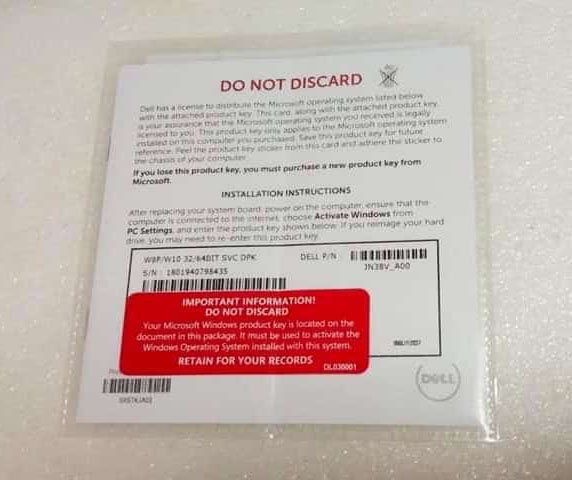 DO NOT DISCARD
Dell has a license to distribute the Microsoft operating system listed below
with the attached product key. This card, along with the attached product key,
is your assurance that the Microsoft operating system you received is legally
licensed to you. This product key only applies to the Microsoft operating system
installed on this computer you purchased. Save this product key for future
reference. Peel the product key sticker from this card and adhere the sticker to
the chassis of your computer.
If you lose this product key, you must purchase a new product key from
Microsoft.
INSTALLATION INSTRUCTIONS
After replacing your system board, power on the computer, ensure that the
computer is connected to the internet, choose Activate Windows from
PC Settings, and enter the product key shown below. If you reimage your hard
drive, you may need to re-enter this product key.
W8P/W10 32/64BIT SVC DPK
DELL P/N :
JN38V_A00
S/N : 1801940798435
IMPORTANT INFORMATION!
DO NOT DISCARD
Your Microsoft Windows product key is located on the
document in this package. It must be used to activate the
Windows Operating System installed with this system.
RETAIN FOR YOUR RECORDS
DL030001
DELL